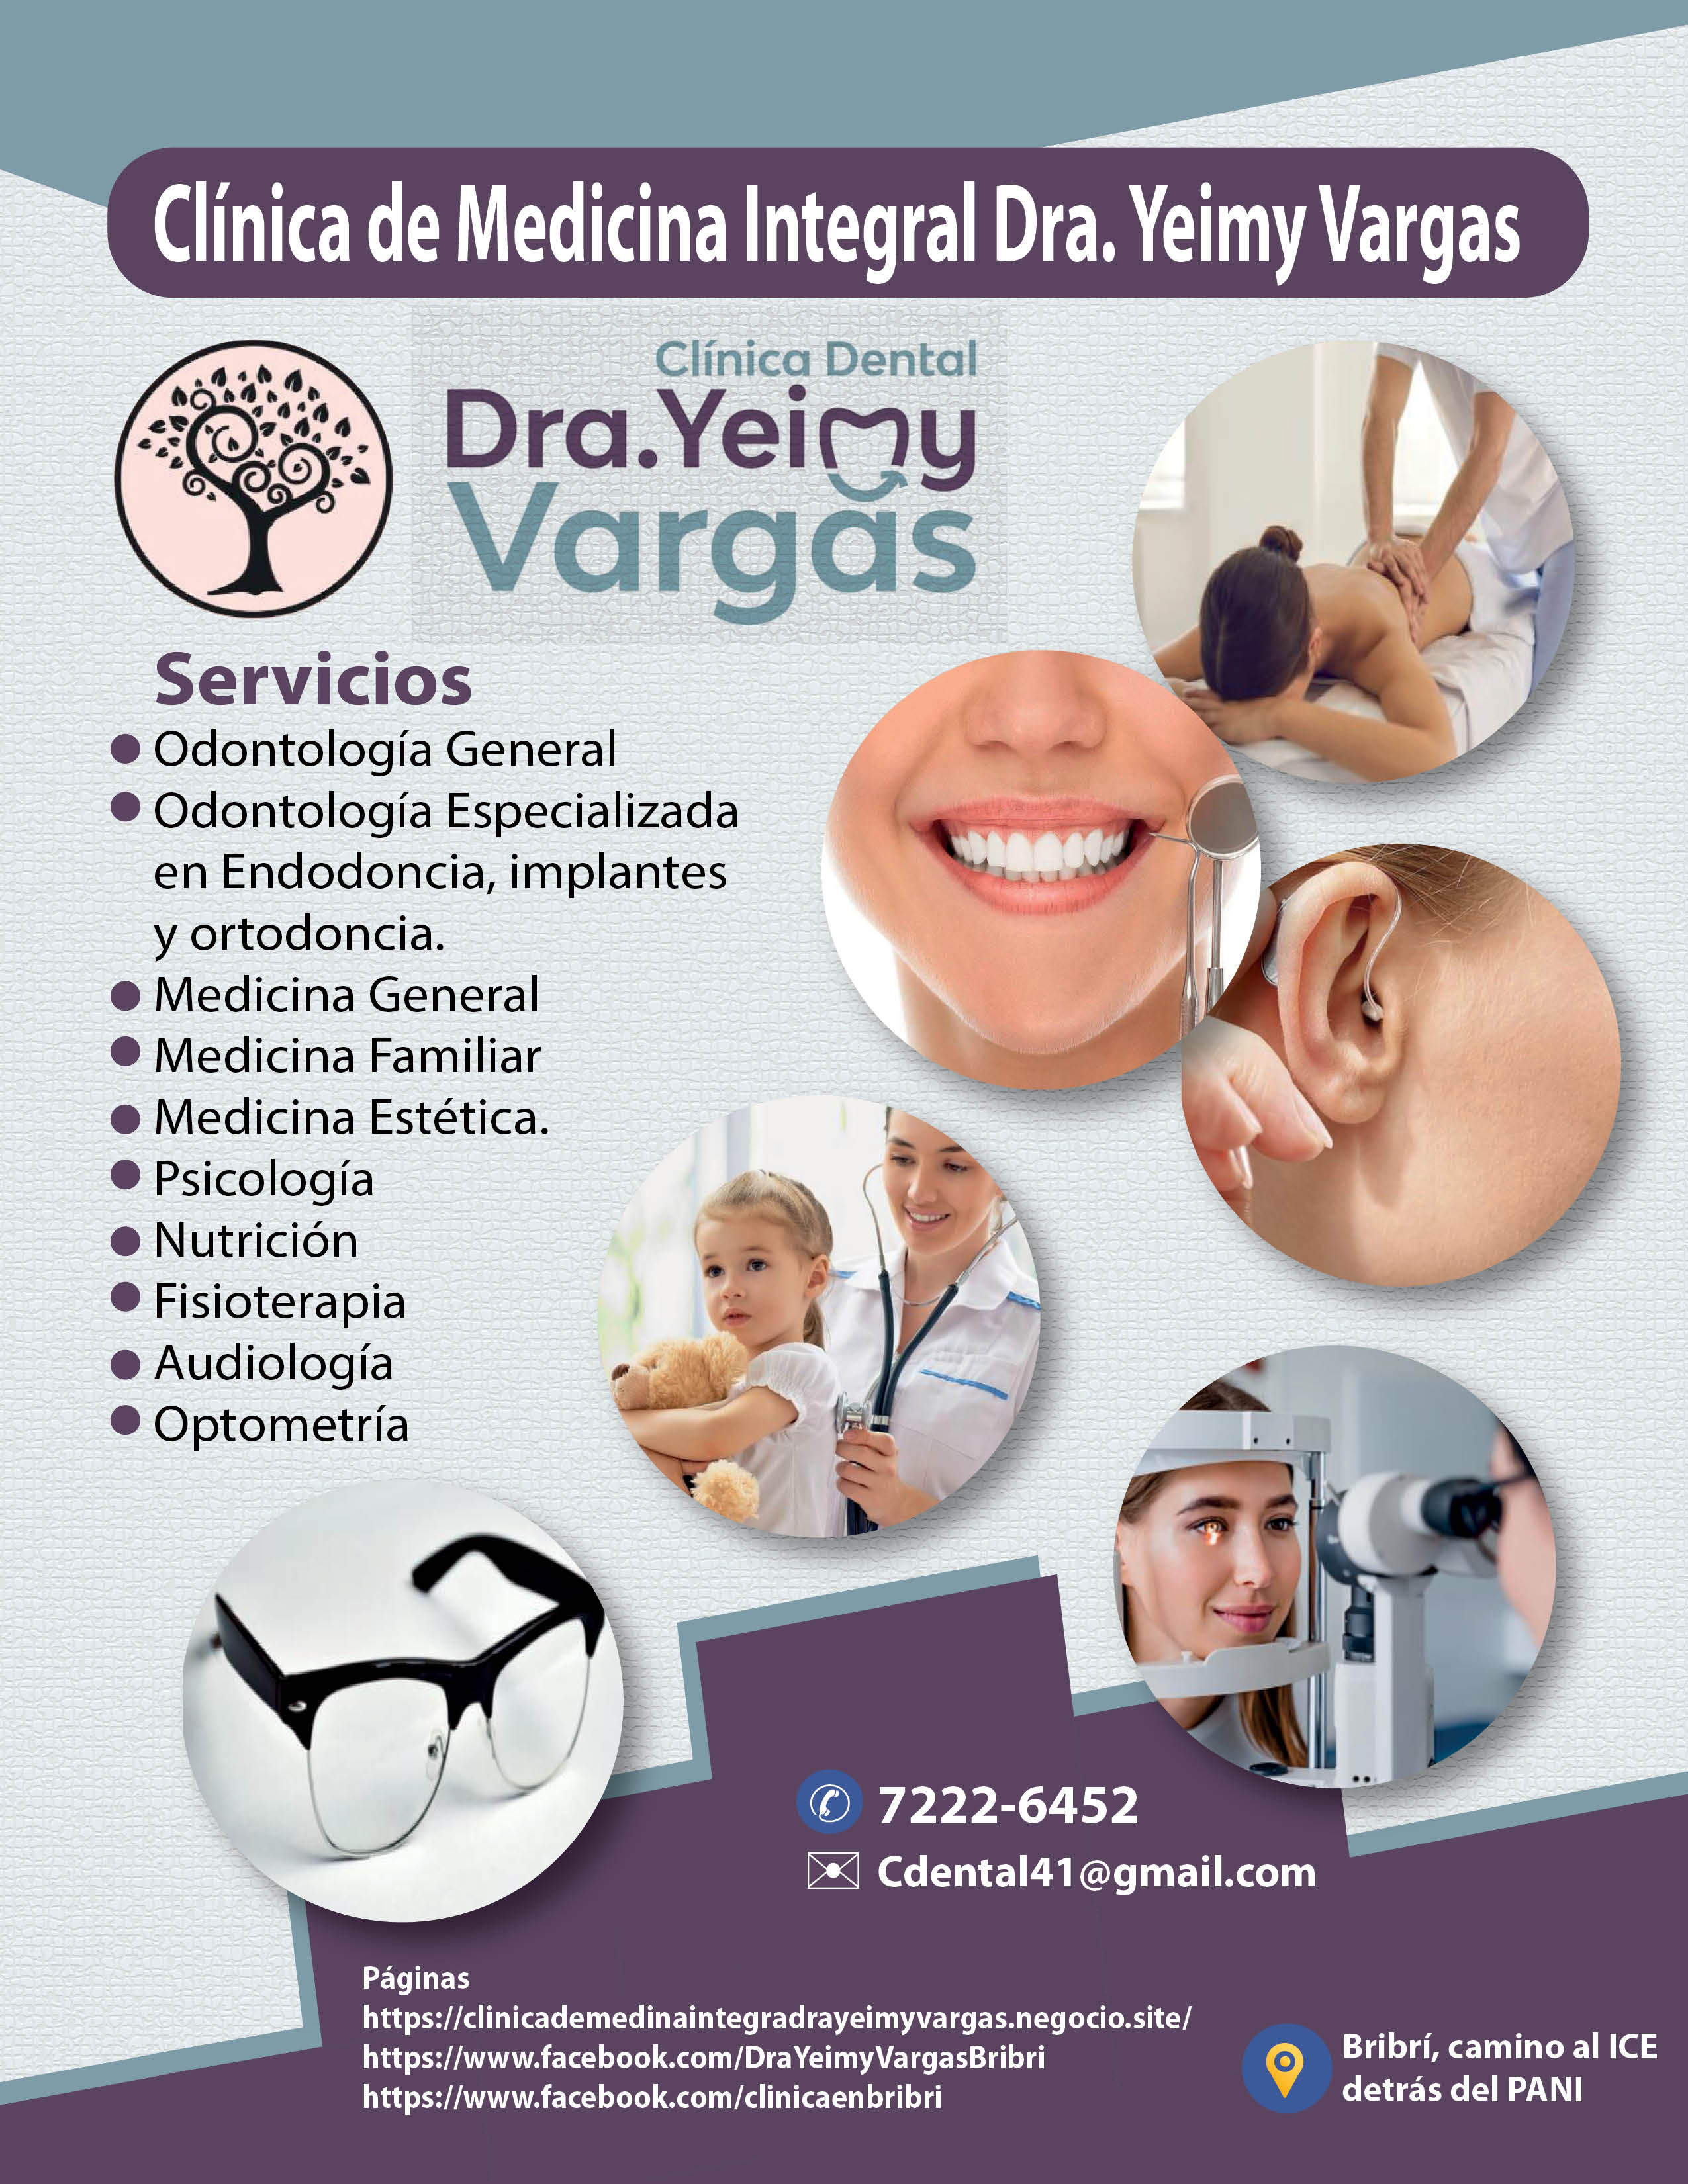 Clínica de Medicina Integral Dra. Yeimy Vargas
Clínica Dental
Dra.Yeimy
Vargas
Servicios
Odontología General
Odontología Especializada
en Endodoncia, implantes
y ortodoncia.
Medicina General
Medicina Familiar
Medicina Estética.
Psicología
Nutrición
Fisioterapia
Audiología
Optometría
7222-6452
Cdental41@gmail.com
Páginas
https://clinicademedinaintegradrayeimyvargas.negocio.site/
https://www.facebook.com/DraYeimyVargasBribri
https://www.facebook.com/clinicaenbribri
Bribrí, camino al ICE
detrás del PANI